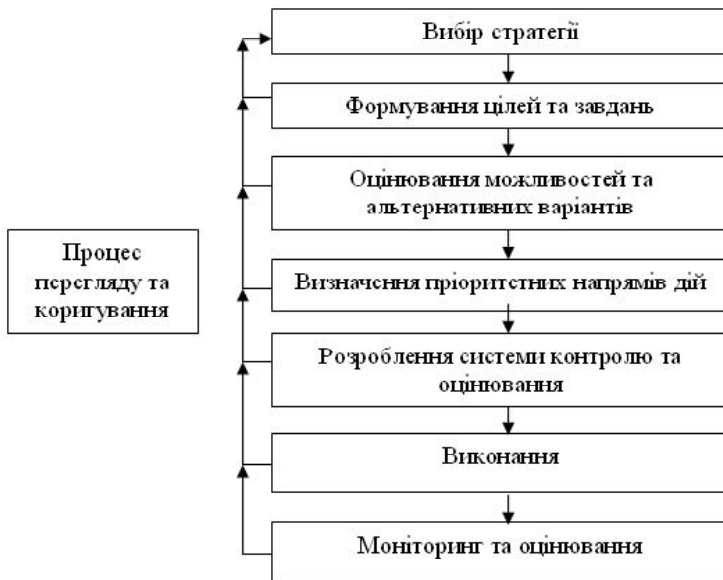 Вибір стратегії
Формування цілей та завдань
Оцінювання можливостей та
альтернативних варіантів
Процес
перегляду та
коригування
Визначення пріоритетних напрямів дій
Розроблення системи контролю та
оцінювання
Виконання
Моніторинг та оцінювання